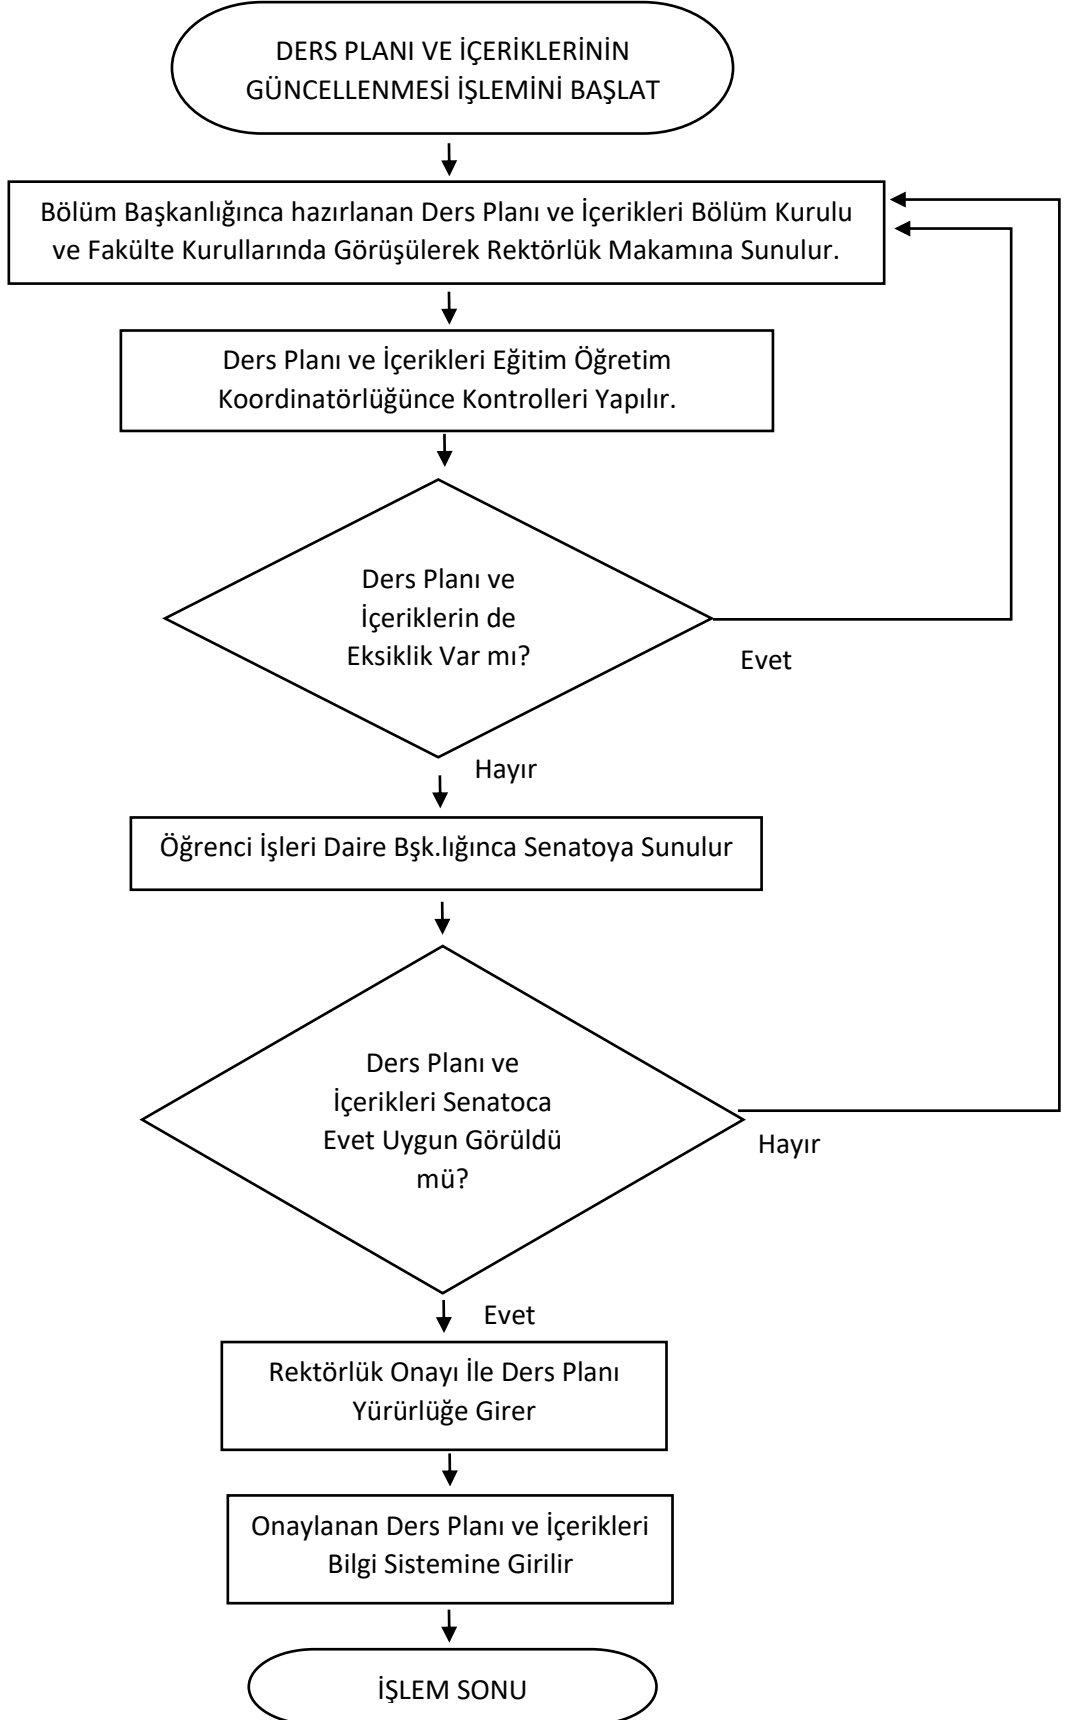 DERS PLANI VE İÇERİKLERİNİN
GÜNCELLENMESİ İŞLEMİNİ BAŞLAT
Bölüm Başkanlığınca hazırlanan Ders Planı ve İçerikleri Bölüm Kurulu
ve Fakülte Kurullarında Görüşülerek Rektörlük Makamına Sunulur.
Ders Planı ve İçerikleri Eğitim Öğretim
Koordinatörlüğünce Kontrolleri Yapılır.
Ders Planı ve
İçeriklerin de
Eksiklik Var mı?
Evet
Hayır
Öğrenci İşleri Daire Bşk.lığınca Senatoya Sunulur
Ders Planı ve
İçerikleri Senatoca
Evet Uygun Görüldü
mü?
Hayır
Evet
Rektörlük Onayı İle Ders Planı
Yürürlüğe Girer
Onaylanan Ders Planı ve İçerikleri
Bilgi Sistemine Girilir
İŞLEM SONU